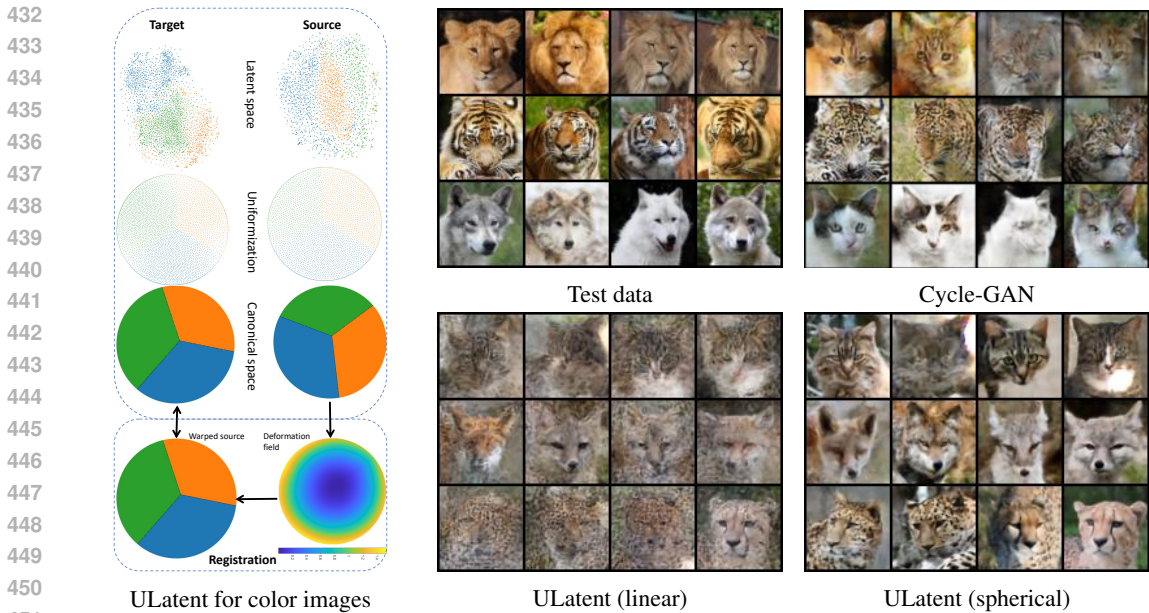 432
433
434
435
436
437
438
439
440
441
442
443
444
445
446
447
448
449
450
Target
Source
Latent space
Uniformization
Canonical space
Warped source
Deformation
field
Registration
ULatent for color images
Test data
Cycle-GAN
ULatent (linear)
ULatent (spherical)